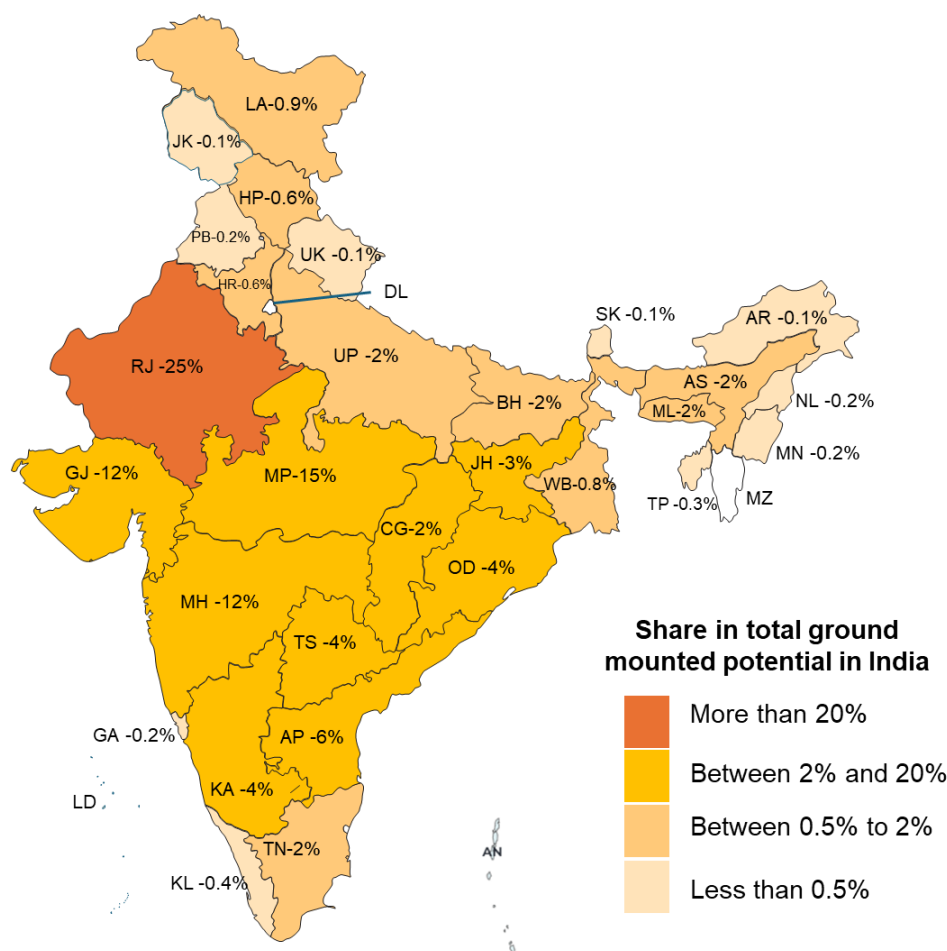 LA-0.9%
JK -0.1%
HP-0.6%
PB-0.2%
UK -0.1%
HR-0.6%
DL
SK -0.1%
AR -0.1%
RJ -25%
UP -2%
AS -2%
BH -2%
ML-2%
NL -0.2%
GJ -12%
MP-15%
JH -3%
MN -0.2%
WB-0.8%
TP -0.3%
MZ
CG-2%
OD -4%
MH -12%
TS -4%
Share in total ground
mounted potential in India
More than 20%
GA -0.2%
AP -6%
Between 2% and 20%
KA -4%
LD
Between 0.5% to 2%
TN-2%
AN
KL -0.4%
Less than 0.5%